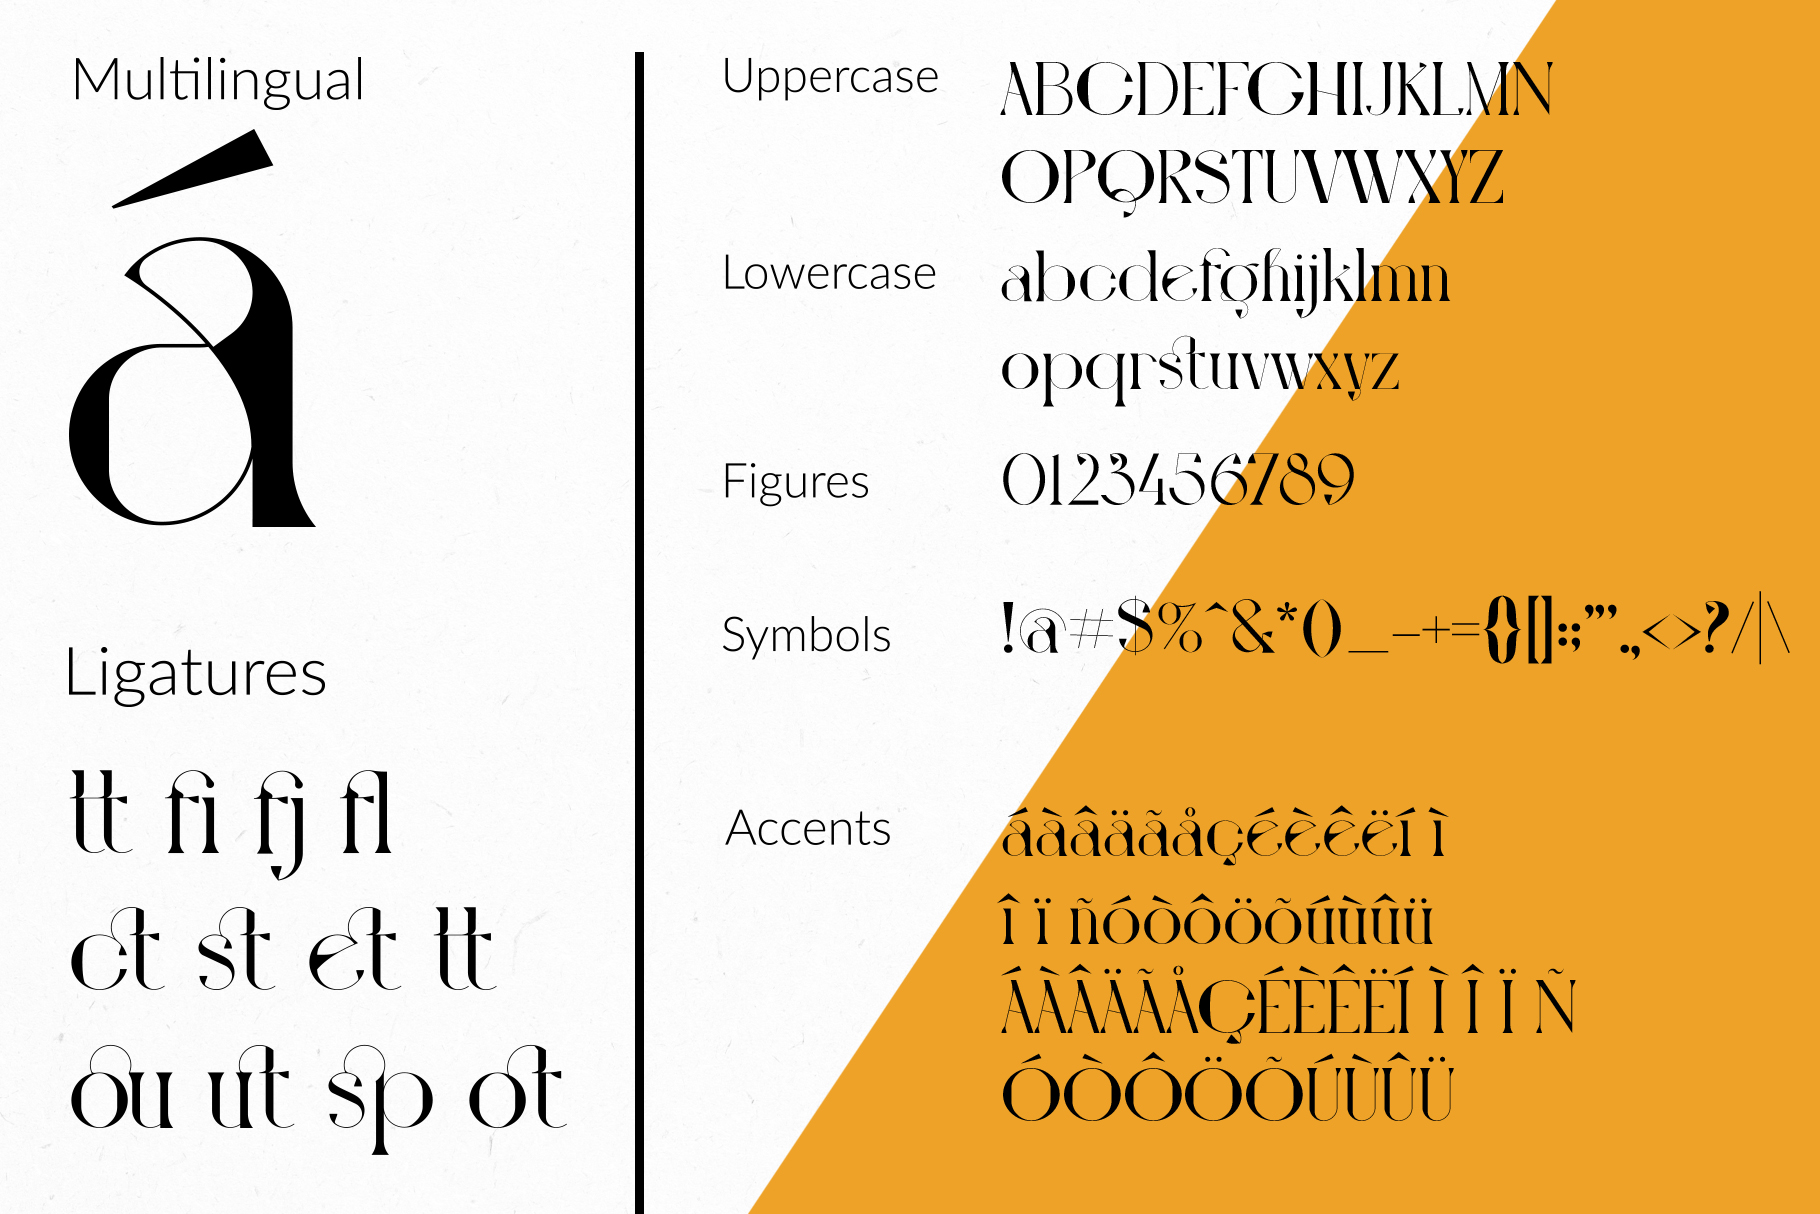 Multilingual
á
Ligatures
tt fi fj fl
ct st et tt
ou ut sp ot
Uppercase
ABCDEFGHIJKLMN
OPQRSTUVWXYZ
Lowercase
abcdefghijklmn
opqrstuvwxyz
Figures
0123456789
Symbols
!@#$%^&*()_-+={}[]:;"'.,<>?/|\
Accents
áàâäãåçéèêëíì
îïñóòôöõúùûü
ÁÀÂÄÃÅÇÉÈÊËÍÌÎÏÑ
ÓÒÔÖÕÚÙÛÜ